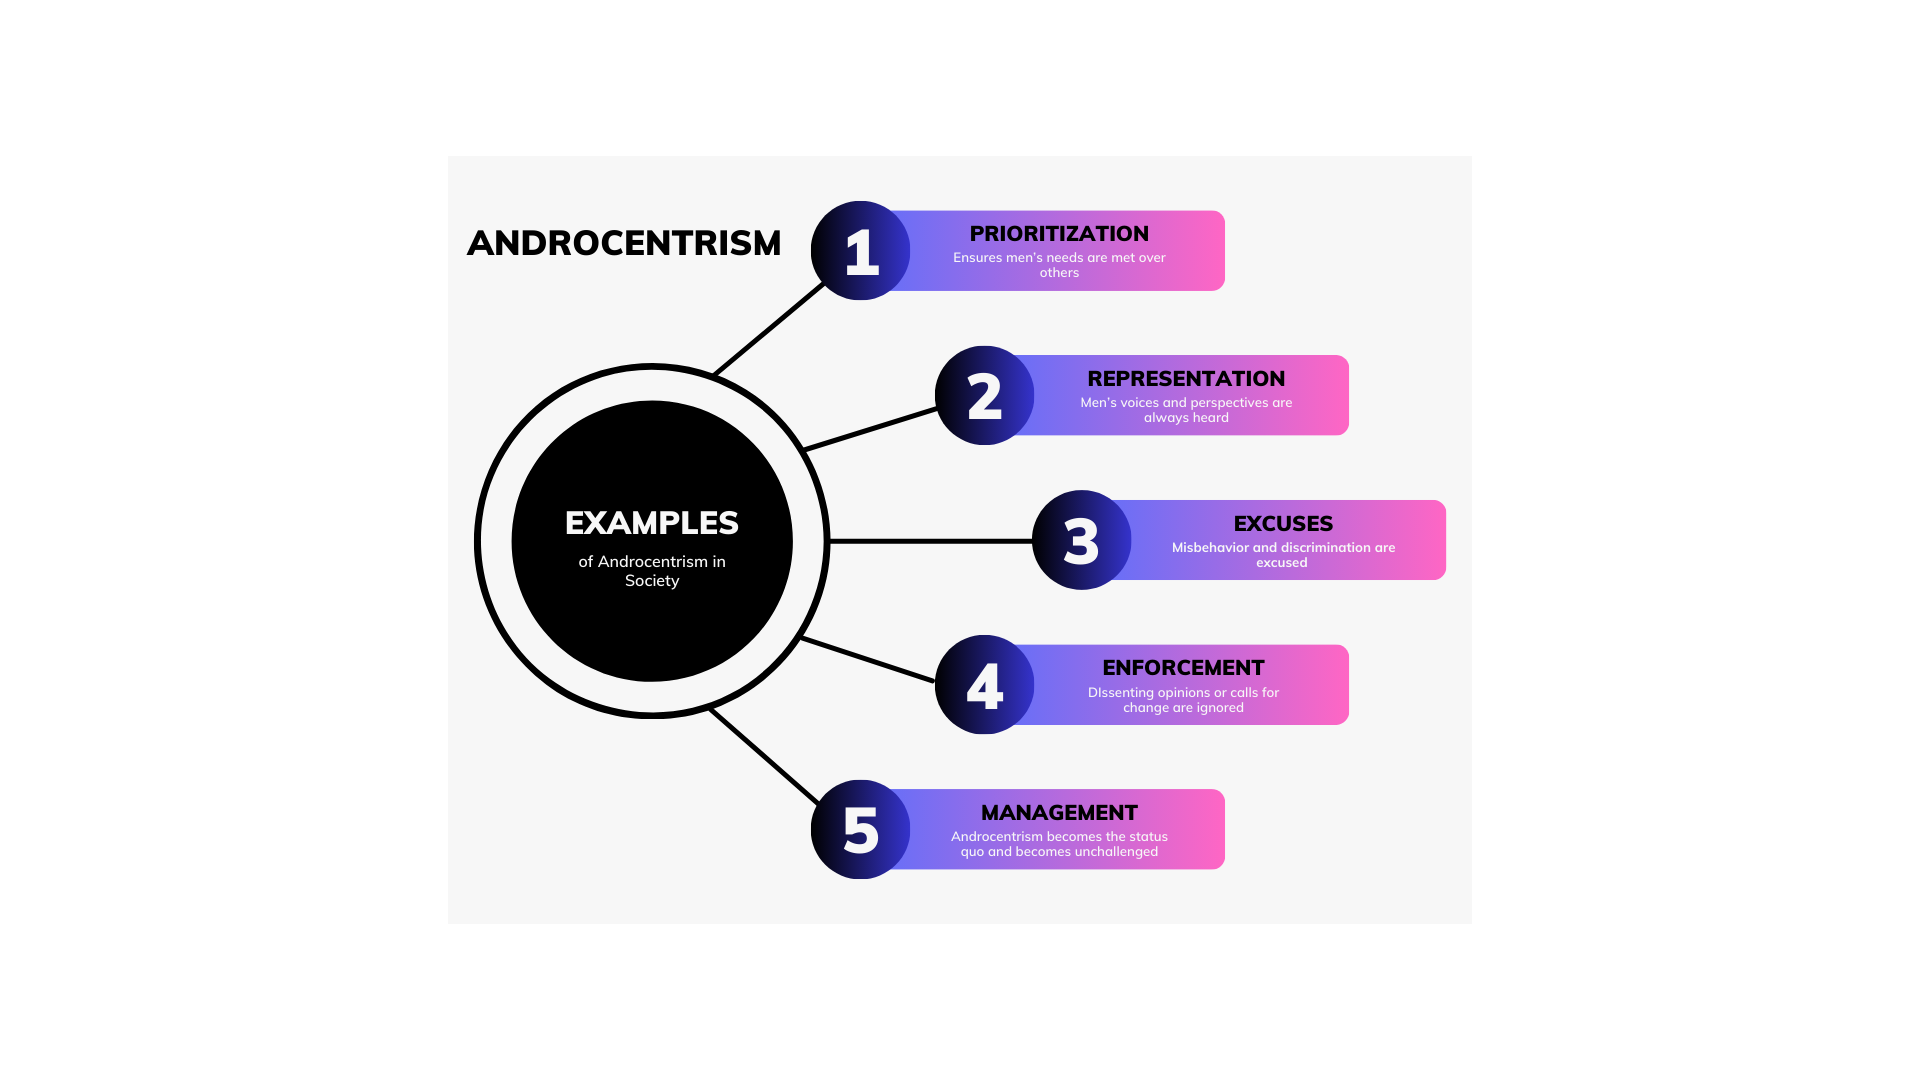 ANDROCENTRISM
1
PRIORITIZATION
Ensures men's needs are met over
others
2
REPRESENTATION
Men's voices and perspectives are
always heard
EXAMPLES
of Androcentrism in
Society
3
EXCUSES
Misbehavior and discrimination are
excused
4
ENFORCEMENT
DIssenting opinions or calls for
change are ignored
5
MANAGEMENT
Androcentrism becomes the status
quo and becomes unchallenged